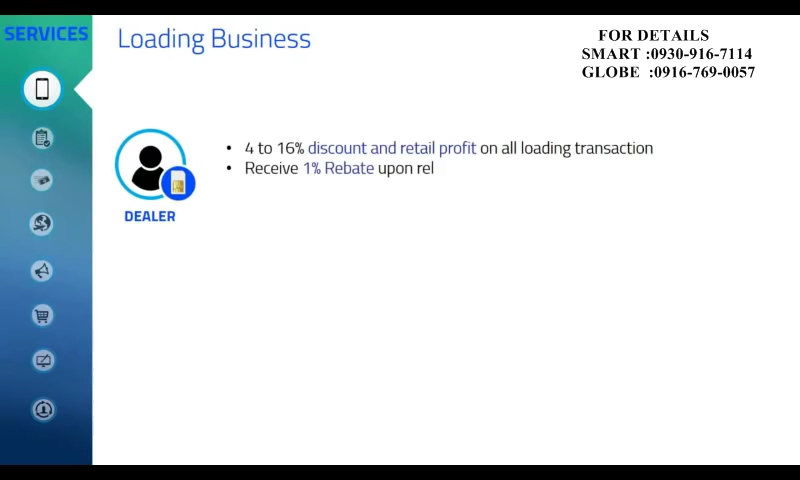 SERVICES
Loading Business
FOR DETAILS
SMART :0930-916-7114
GLOBE :0916-769-0057
• 4 to 16% discount and retail profit on all loading transaction
• Receive 1% Rebate upon rel
DEALER